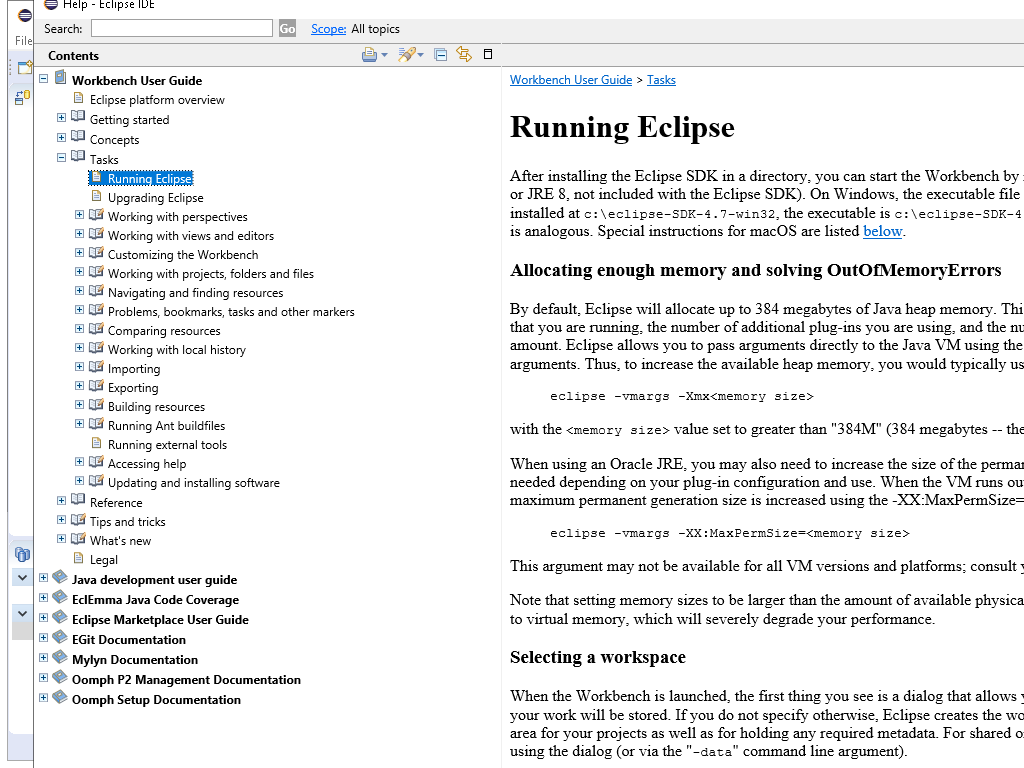 Help - Eclipse IDE
File
Search:
Go
Scope: All topics
Contents
Workbench User Guide
Eclipse platform overview
Getting started
Concepts
Tasks
Running Eclipse
Upgrading Eclipse
Working with perspectives
Working with views and editors
Customizing the Workbench
Working with projects, folders and files
Navigating and finding resources
Problems, bookmarks, tasks and other markers
Comparing resources
Working with local history
Importing
Exporting
Building resources
Running Ant buildfiles
Running external tools
Accessing help
Updating and installing software
Reference
Tips and tricks
What's new
Legal
Java development user guide
EclEmma Java Code Coverage
Eclipse Marketplace User Guide
EGit Documentation
Mylyn Documentation
Oomph P2 Management Documentation
Oomph Setup Documentation
Workbench User Guide > Tasks
Running Eclipse
After installing the Eclipse SDK in a directory, you can start the Workbench by
or JRE 8, not included with the Eclipse SDK). On Windows, the executable file
installed at c:\eclipse-SDK-4.7-win32, the executable is c:\eclipse-SDK-4
is analogous. Special instructions for macOS are listed below.
Allocating enough memory and solving OutOfMemoryErrors
By default, Eclipse will allocate up to 384 megabytes of Java heap memory. Thi
that you are running, the number of additional plug-ins you are using, and the nu
amount. Eclipse allows you to pass arguments directly to the Java VM using the
arguments. Thus, to increase the available heap memory, you would typically us
eclipse -vmargs -Xmx<memory size>
with the <memory size> value set to greater than "384M" (384 megabytes -- the
When using an Oracle JRE, you may also need to increase the size of the perma
needed depending on your plug-in configuration and use. When the VM runs ou
maximum permanent generation size is increased using the -XX:MaxPermSize=
eclipse -vmargs -XX:MaxPermSize=<memory size>
This argument may not be available for all VM versions and platforms; consult y
Note that setting memory sizes to be larger than the amount of available physica
to virtual memory, which will severely degrade your performance.
Selecting a workspace
When the Workbench is launched, the first thing you see is a dialog that allows y
your work will be stored. If you do not specify otherwise, Eclipse creates the wo
area for your projects as well as for holding any required metadata. For shared o
using the dialog (or via the "-data" command line argument).